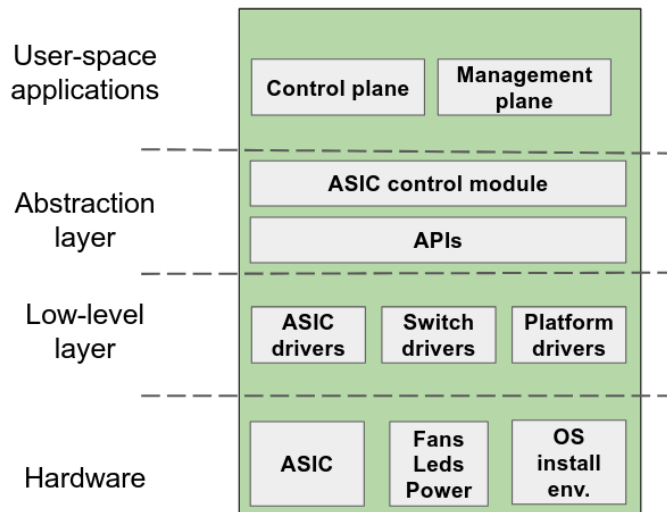 User-space
applications
Control plane
Management
plane
Abstraction
layer
ASIC control module
APIs
Low-level
layer
ASIC
drivers
Switch
drivers
Platform
drivers
Hardware
ASIC
Fans
Leds
Power
OS
install
env.